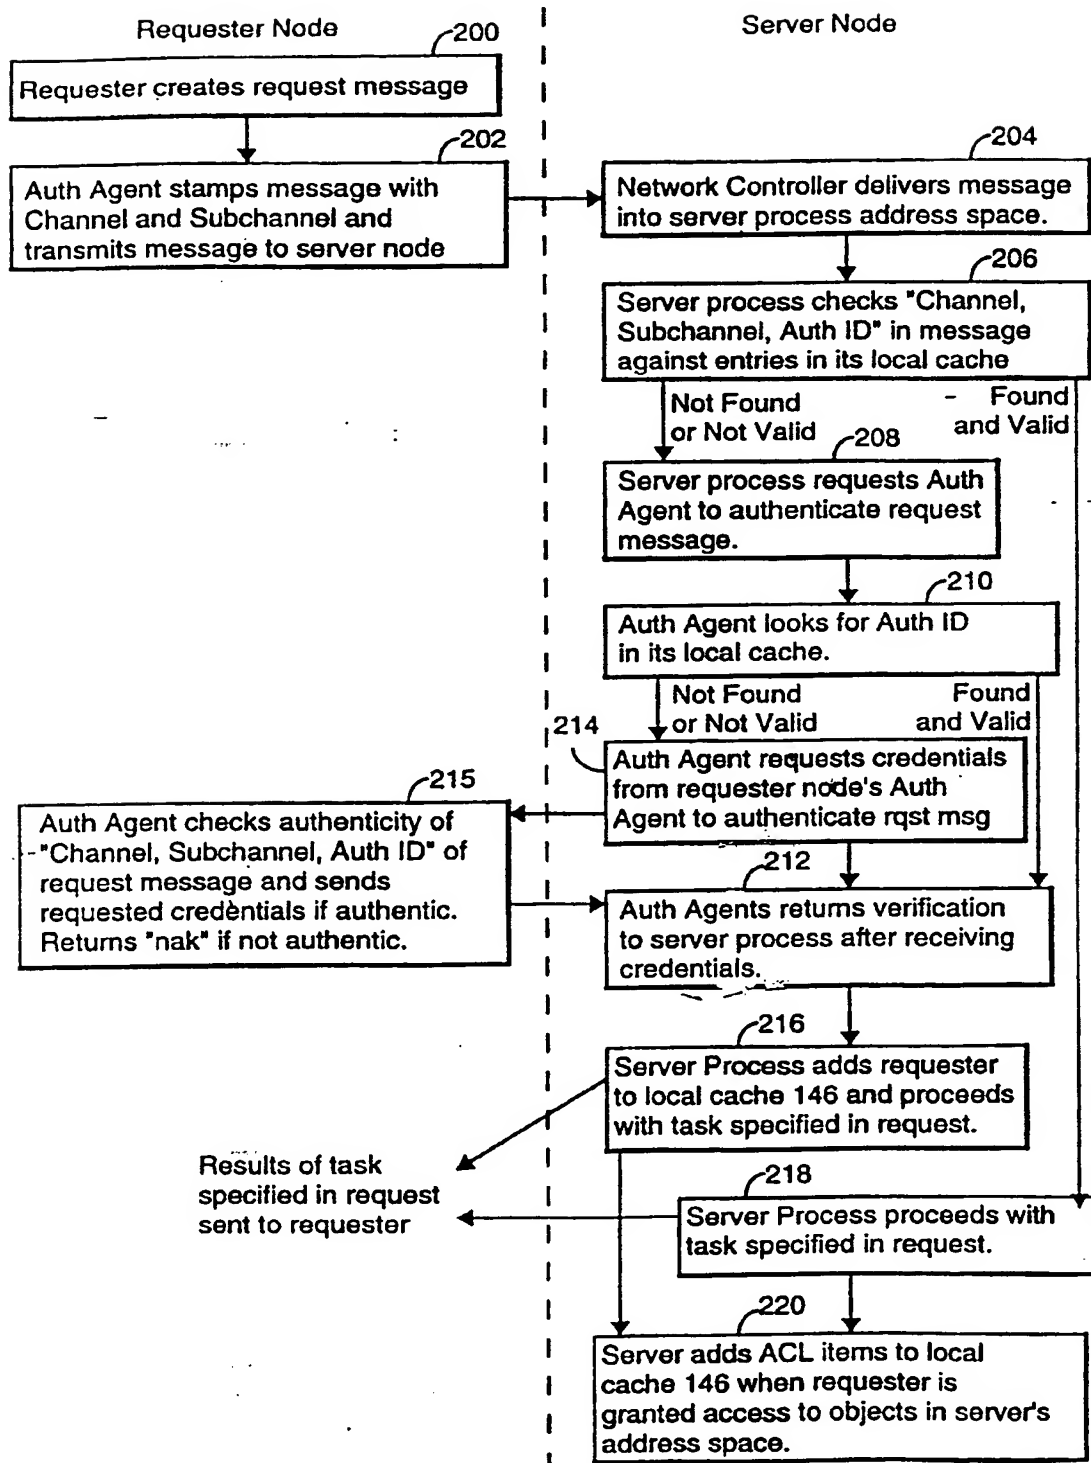 Requester Node
Server Node
200
Requester creates request message
202
Auth Agent stamps message with
Channel and Subchannel and
transmits message to server node
204
Network Controller delivers message
into server process address space.
206
Server process checks "Channel,
Subchannel, Auth ID" in message
against entries in its local cache
Not Found
or Not Valid
Found
and Valid
208
Server process requests Auth
Agent to authenticate request
message.
210
Auth Agent looks for Auth ID
in its local cache.
Not Found
or Not Valid
Found
and Valid
214
Auth Agent requests credentials
from requester node's Auth
Agent to authenticate rqst msg
215
Auth Agent checks authenticity of
"Channel, Subchannel, Auth ID" of
request message and sends
requested credentials if authentic.
Returns "nak" if not authentic.
212
Auth Agents returns verification
to server process after receiving
credentials.
216
Server Process adds requester
to local cache 146 and proceeds
with task specified in request.
Results of task
specified in request
sent to requester
218
Server Process proceeds with
task specified in request.
220
Server adds ACL items to local
cache 146 when requester is
granted access to objects in server's
address space.